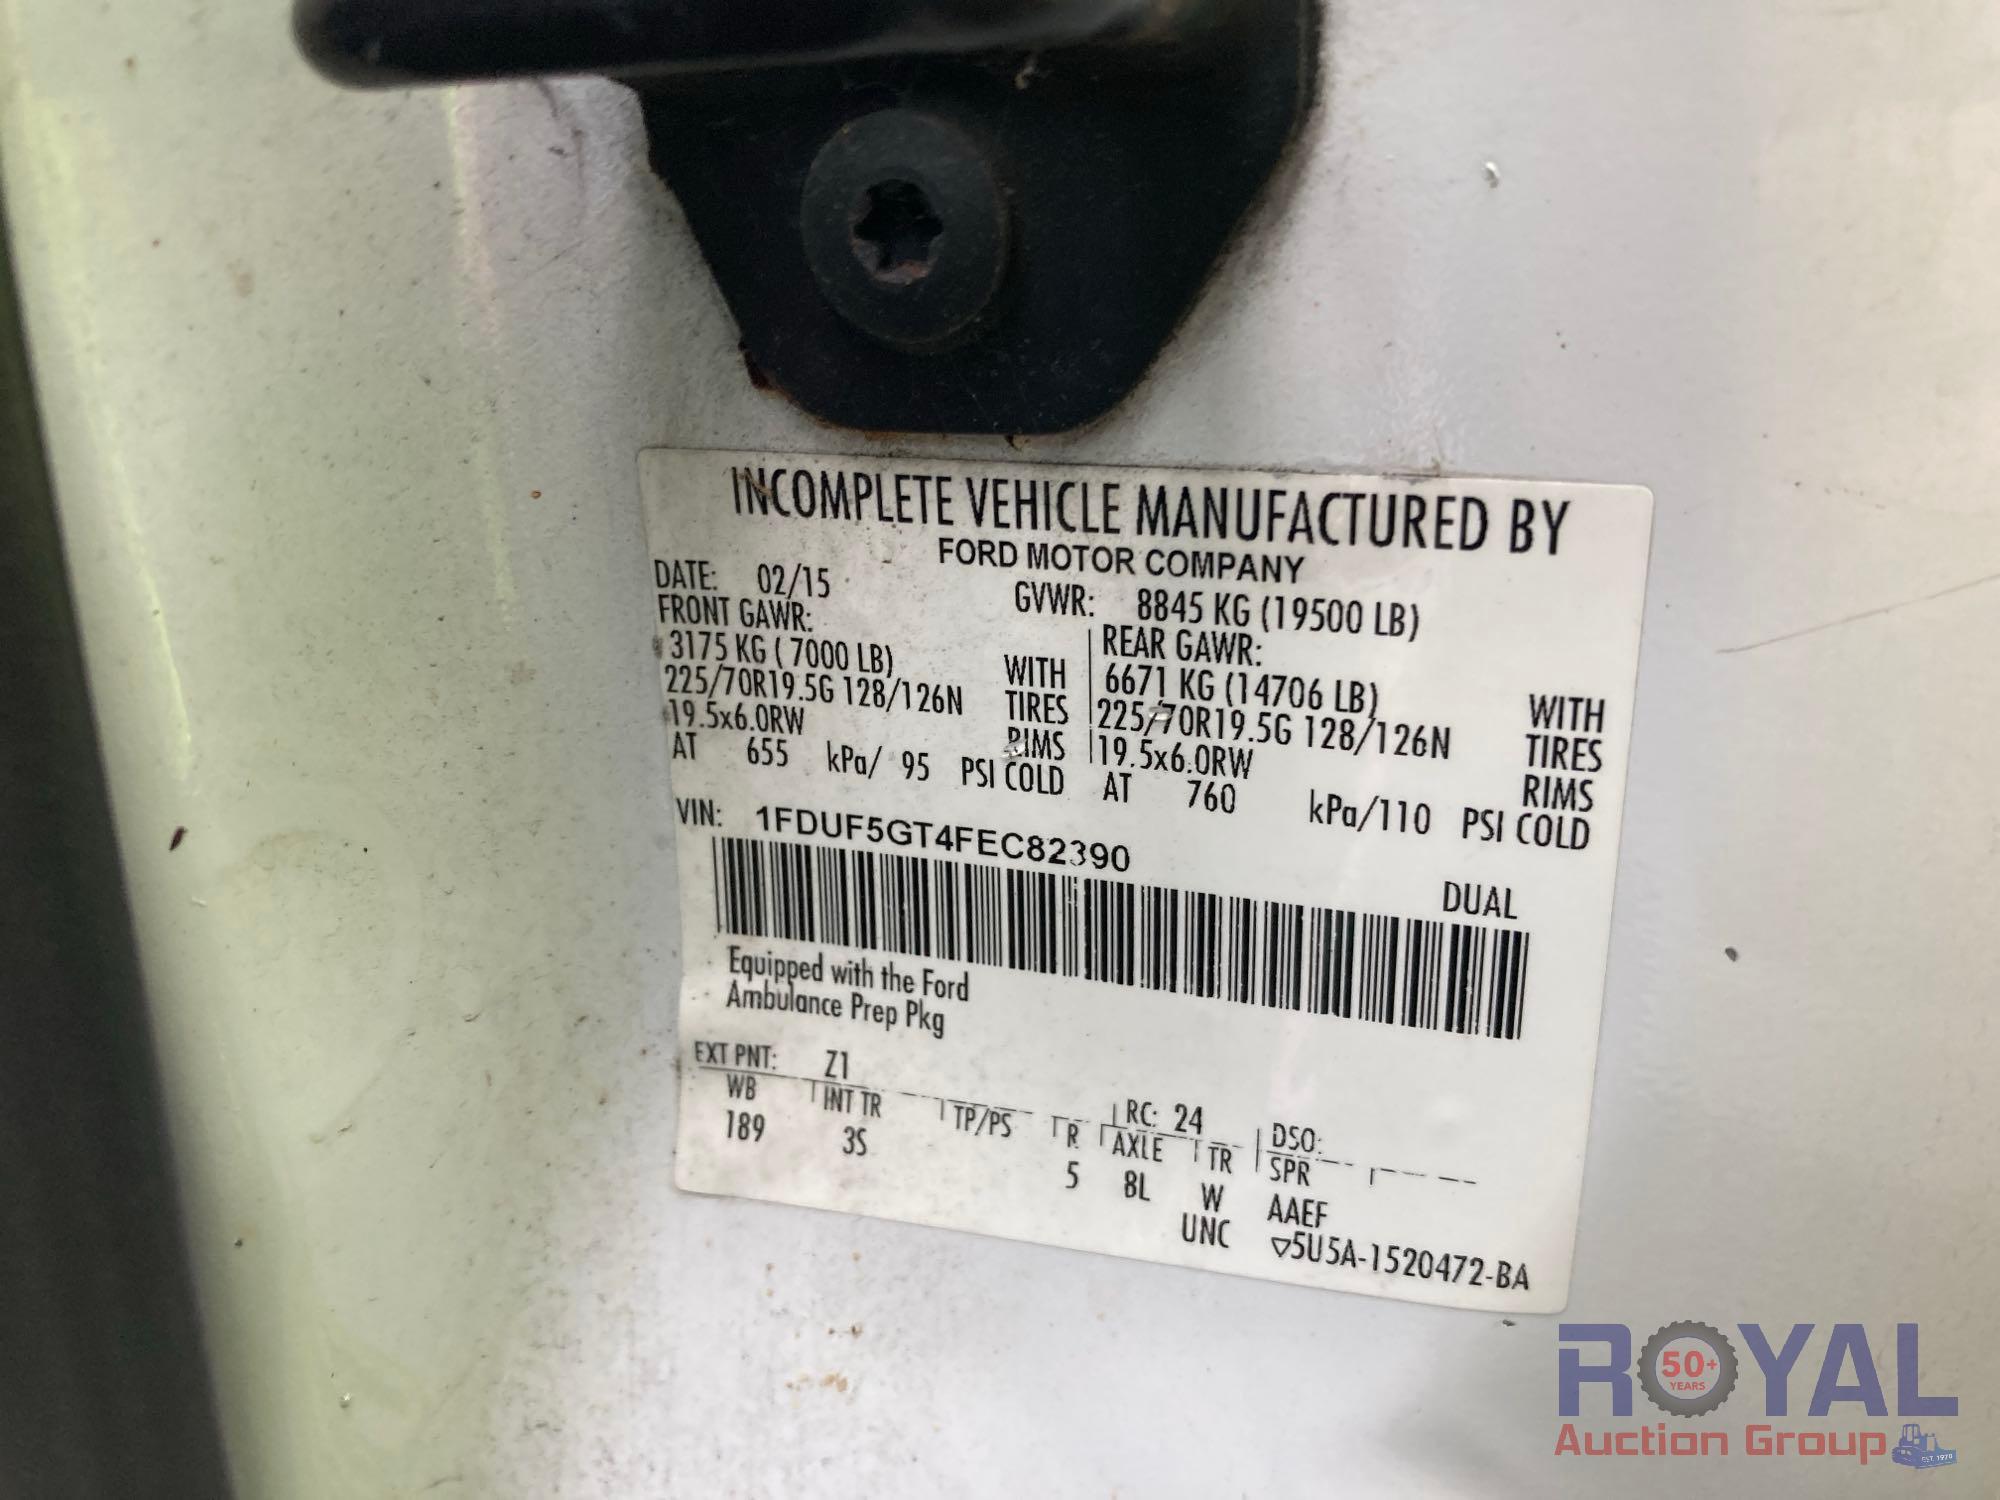 INCOMPLETE VEHICLE MANUFACTURED BY
FORD MOTOR COMPANY
DATE: 02/15 GVWR: 8845 KG (19500 LB)
FRONT GAWR: REAR GAWR:
3175 KG ( 7000 LB) WITH 6671 KG (14706 LB) WITH
225/70R19.5G 128/126N TIRES 225/70R19.5G 128/126N TIRES
19.5x6.0RW RIMS 19.5x6.0RW RIMS
AT 655 kPa/ 95 PSI COLD AT 760 kPa/110 PSI COLD
VIN: 1FDUF5GT4FEC82390
DUAL
Equipped with the Ford
Ambulance Prep Pkg
EXT PNT: Z1 RC: 24 DSO:
WB INT TR TP/PS R AXLE TR SPR
189 3S 5 8L W AAEF
UNC ▽5U5A-1520472-BA
ROYAL
50+
YEARS
Auction Group
EST. 1970